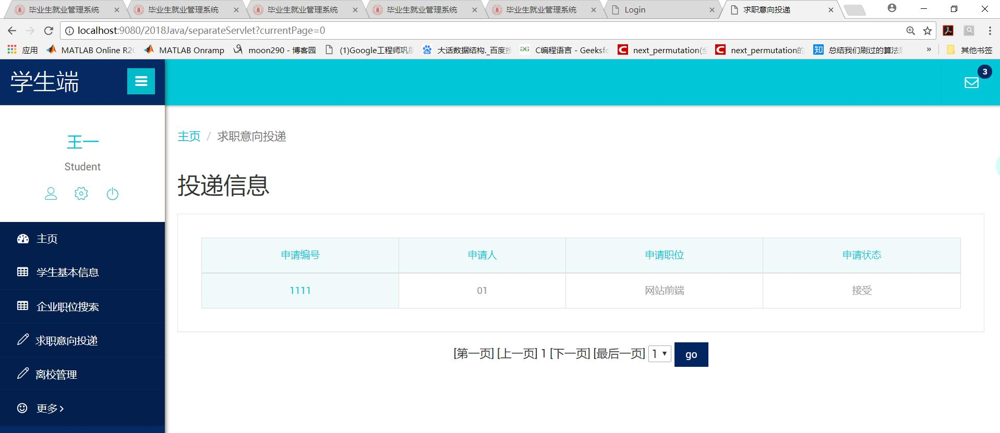 毕业生就业管理系统 毕业生就业管理系统 毕业生就业管理系统 毕业生就业管理系统 毕业生就业管理系统 Login 求职意向投递
localhost:9080/2018Java/separateServlet?currentPage=0
应用 MATLAB Online R20 MATLAB Onramp moon290 - 博客园 (1)Google工程师巩朋 大话数据结构._百度搜 C编程语言 - Geeksfo next_permutation(全 next_permutation的 总结我们刷过的算法题 » 其他书签
学生端
3
王一
Student
主页
学生基本信息
企业职位搜索
求职意向投递
离校管理
更多
主页 / 求职意向投递
投递信息
申请编号 申请人 申请职位 申请状态
1111 01 网站前端 接受
[第一页] [上一页] 1 [下一页] [最后一页] 1 go